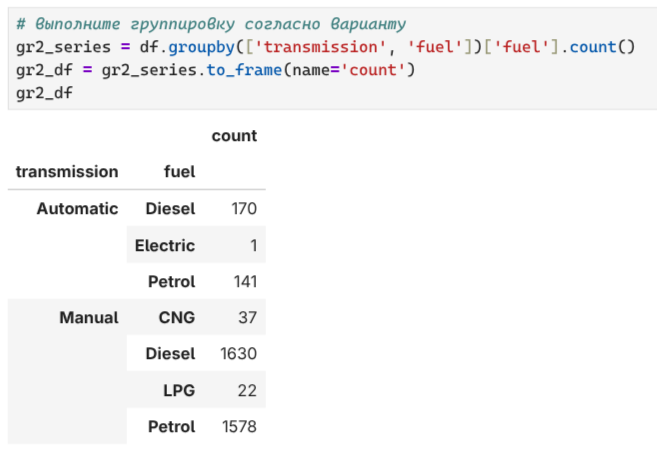 # выполните группировку согласно варианту
gr2_series = df.groupby(['transmission', 'fuel'])['fuel'].count()
gr2_df = gr2_series.to_frame(name='count')
gr2_df
count
transmission fuel
Automatic Diesel 170
Electric 1
Petrol 141
Manual CNG 37
Diesel 1630
LPG 22
Petrol 1578